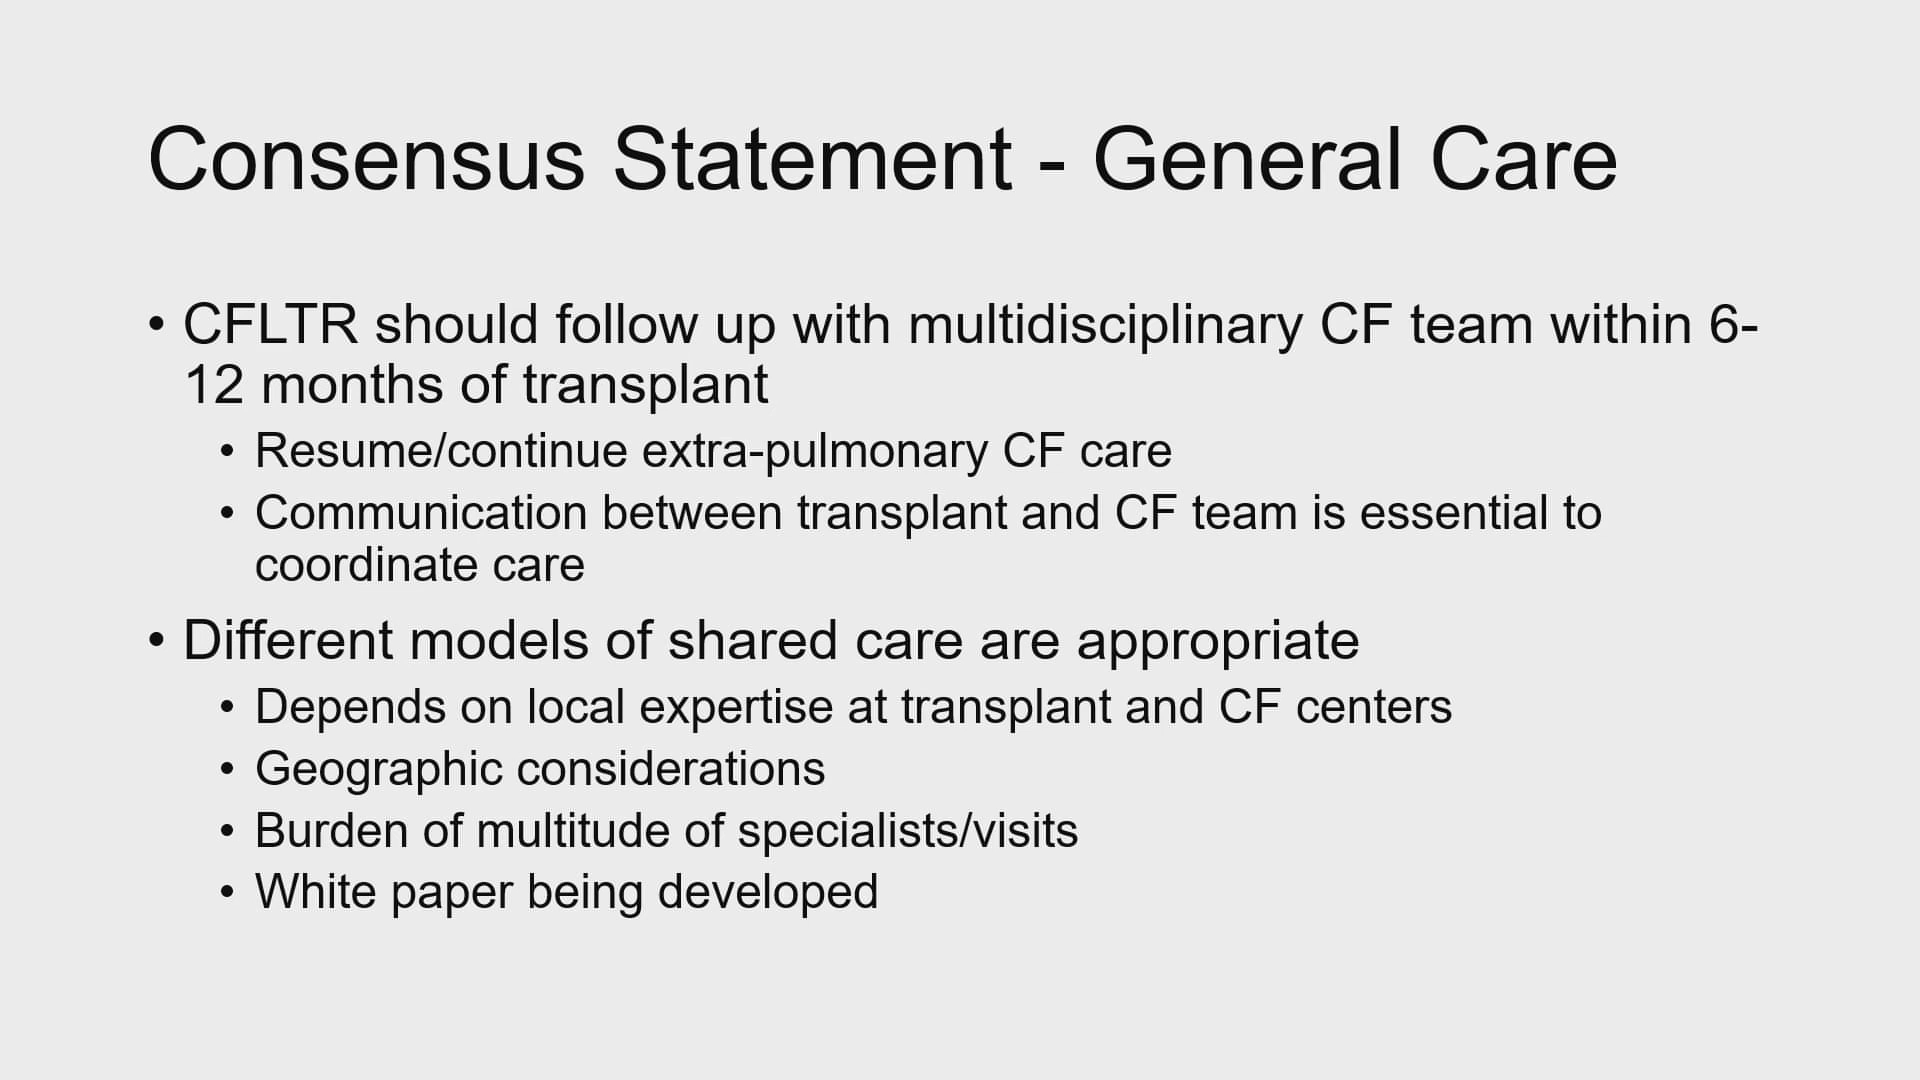 Consensus Statement - General Care
• CFLTR should follow up with multidisciplinary CF team within 6-
12 months of transplant
• Resume/continue extra-pulmonary CF care
• Communication between transplant and CF team is essential to
coordinate care
• Different models of shared care are appropriate
• Depends on local expertise at transplant and CF centers
• Geographic considerations
• Burden of multitude of specialists/visits
• White paper being developed